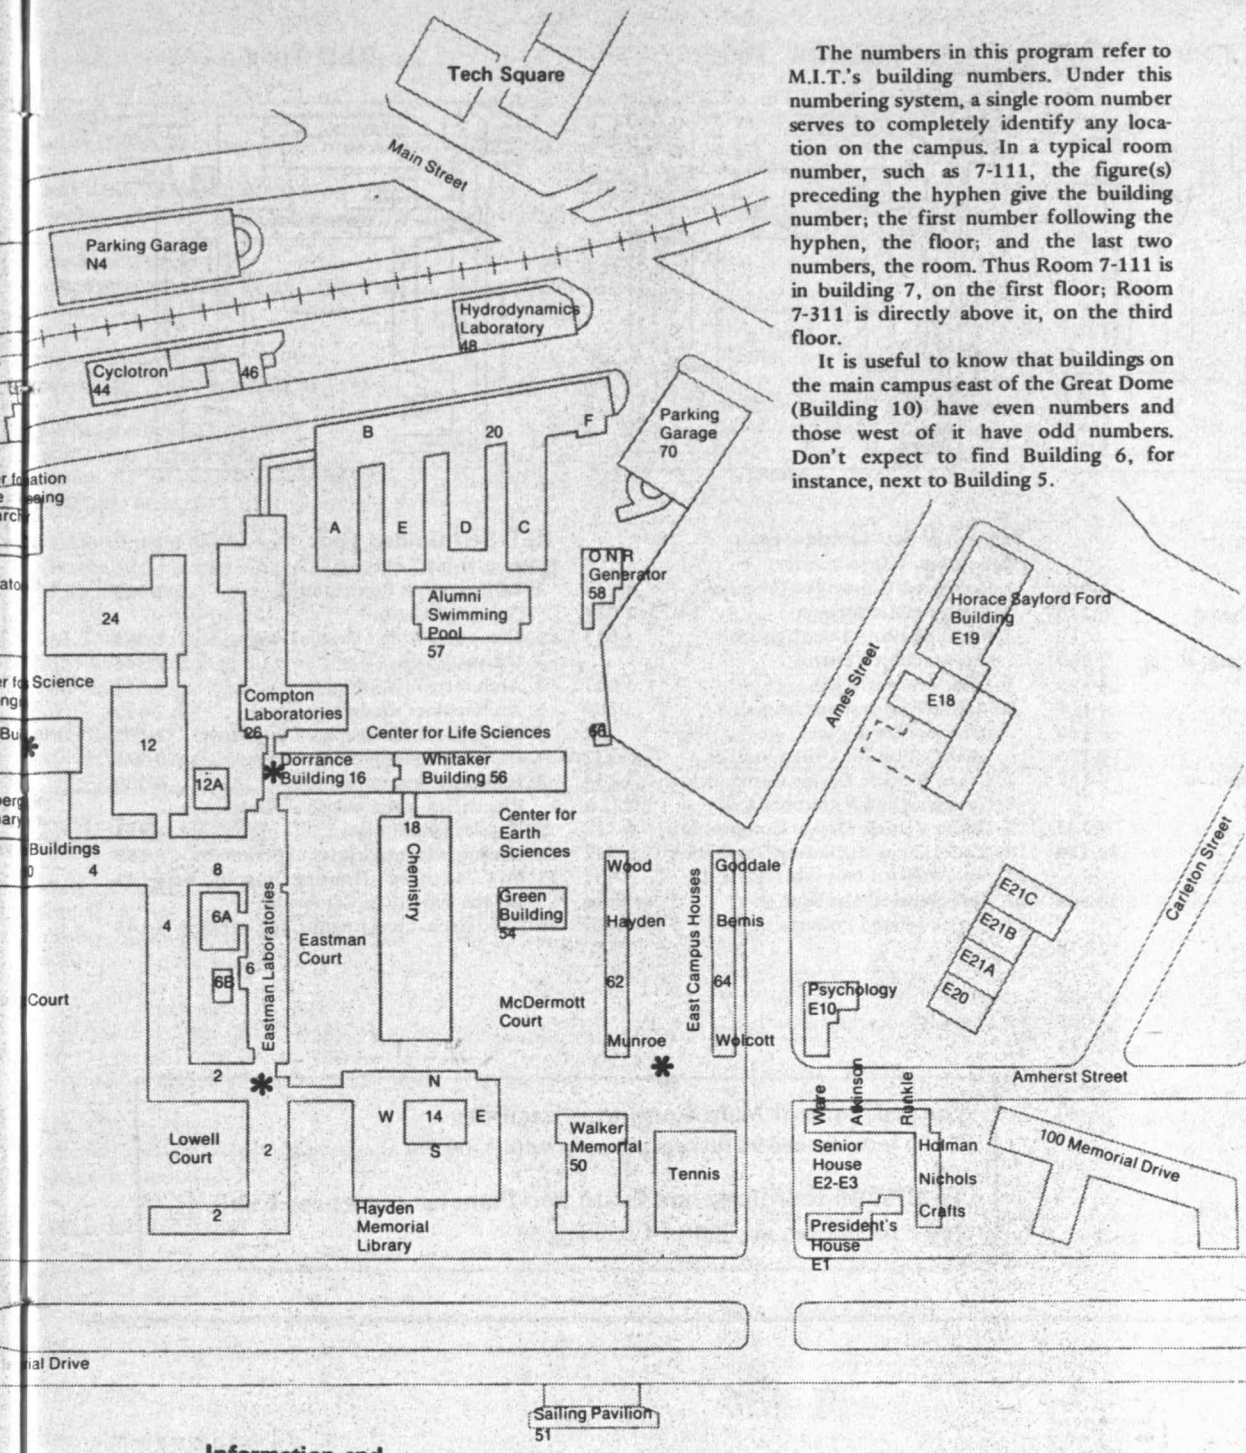 The numbers in this program refer to
M.I.T.'s building numbers. Under this
numbering system, a single room number
serves to completely identify any loca-
tion on the campus. In a typical room
number, such as 7-111, the figure(s)
preceding the hyphen give the building
number; the first number following the
hyphen, the floor; and the last two
numbers, the room. Thus Room 7-111 is
in building 7, on the first floor; Room
7-311 is directly above it, on the third
floor.
It is useful to know that buildings on
the main campus east of the Great Dome
(Building 10) have even numbers and
those west of it have odd numbers.
Don't expect to find Building 6, for
instance, next to Building 5.
Tech Square
Main Street
Parking Garage
N4
Hydrodynamics
Laboratory
48
Cyclotron
44
46
B
20
F
Parking
Garage
70
A
E
D
C
O N R
Generator
58
Alumni
Swimming
Pool
57
24
Horace Sayford Ford
Building
E19
E18
Ames Street
Science
Compton
Laboratories
26
Center for Life Sciences
12
12A
Dorrance
Building 16
Whitaker
Building 56
Center for
Earth
Sciences
18
Chemistry
Green
Building
54
Buildings
4
8
4
6A
6
6B
Eastman Laboratories
Eastman
Court
Court
McDermott
Court
Wood
Hayden
62
Munroe
East Campus Houses
Goddale
Bemis
64
Wolcott
Carleton Street
E21C
E21B
E21A
E20
Psychology
E10
Amherst Street
2
Lowell
Court
2
2
N
W
14
E
S
Hayden
Memorial
Library
Walker
Memorial
50
Tennis
Ware
Atkinson
Runkle
Senior
House
E2-E3
Holman
Nichols
Crafts
President's
House
E1
100 Memorial Drive
Drive
Sailing Pavilion
51
Information and